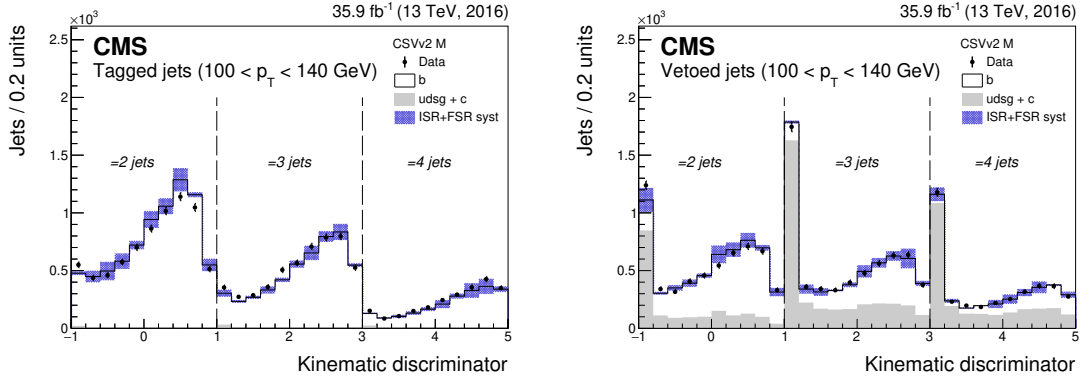 35.9 fb⁻¹ (13 TeV, 2016)
×10³
CMS
Tagged jets (100 < p_T < 140 GeV)
CSVv2 M
Data
b
udsg + c
ISR+FSR syst
=2 jets
=3 jets
=4 jets
Jets / 0.2 units
2.5
2
1.5
1
0.5
0
−1 0 1 2 3 4 5
Kinematic discriminator
35.9 fb⁻¹ (13 TeV, 2016)
×10³
CMS
Vetoed jets (100 < p_T < 140 GeV)
CSVv2 M
Data
b
udsg + c
ISR+FSR syst
=2 jets
=3 jets
=4 jets
Jets / 0.2 units
2.5
2
1.5
1
0.5
0
−1 0 1 2 3 4 5
Kinematic discriminator